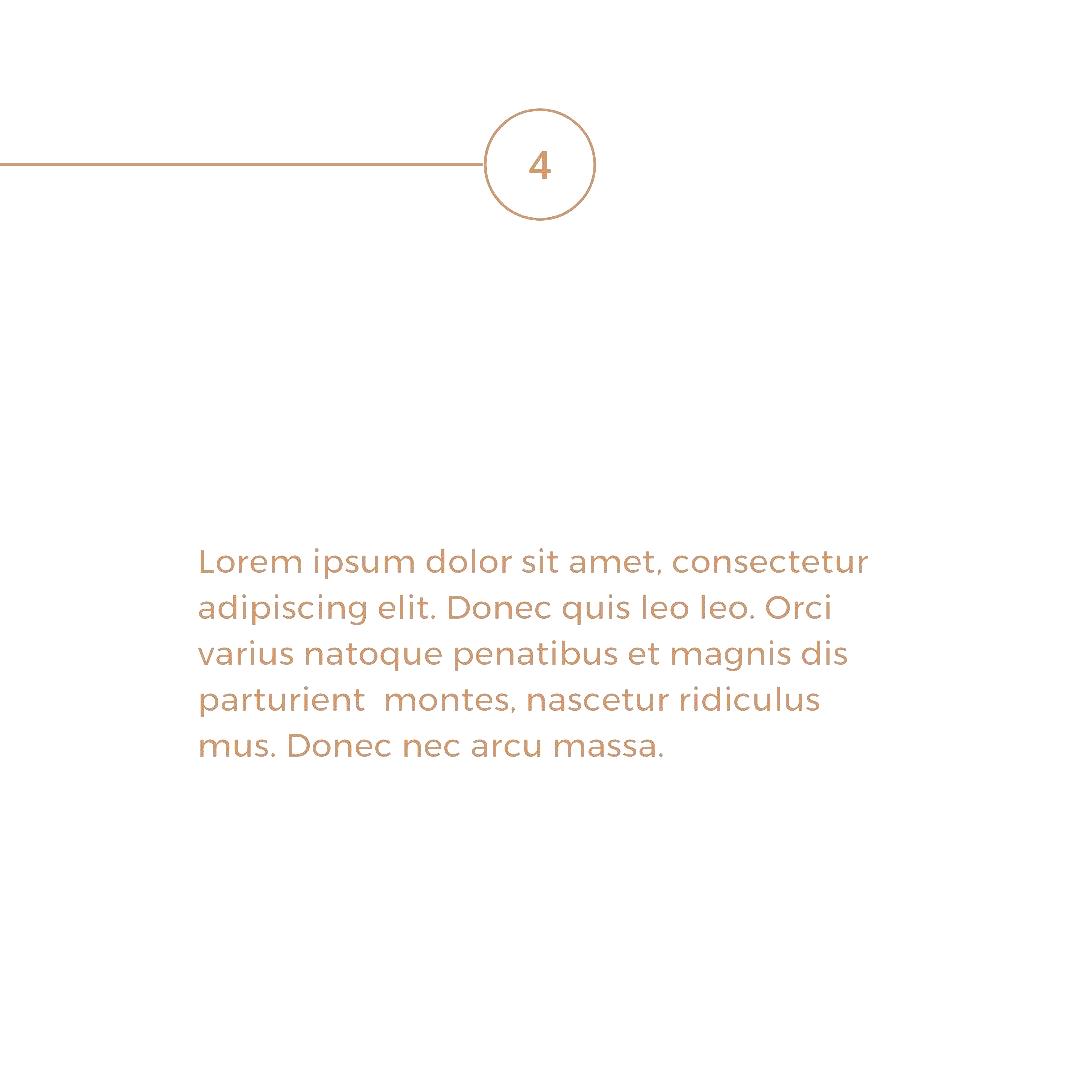 4
Lorem ipsum dolor sit amet, consectetur
adipiscing elit. Donec quis leo leo. Orci
varius natoque penatibus et magnis dis
parturient  montes, nascetur ridiculus
mus. Donec nec arcu massa.